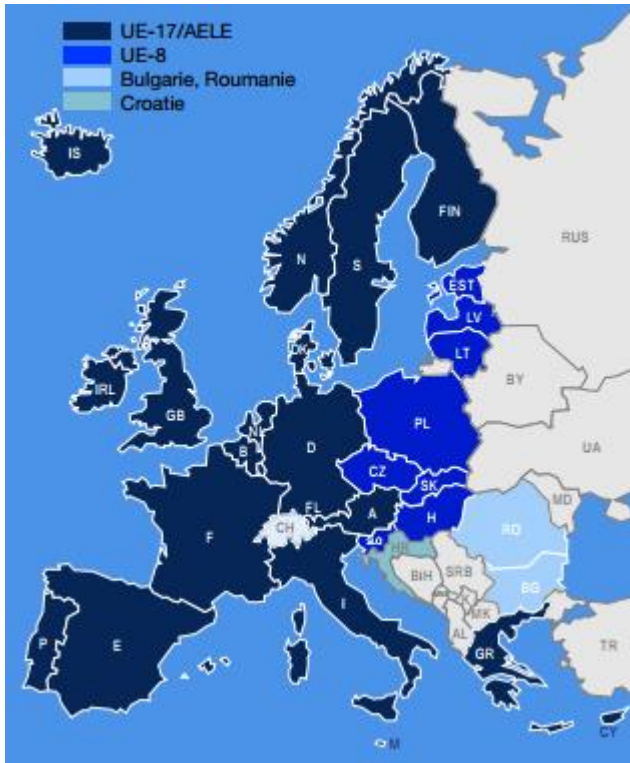 UE-17/AELE
UE-8
Bulgarie, Roumanie
Croatie
IS
FIN
RUS
N
S
EST
LV
LT
DK
BY
IRL
GB
NL
PL
B
D
UA
CZ
SK
FL
MD
A
H
CH
F
SLO
HR
RO
BiH
SRB
I
BG
K
MK
P
E
AL
GR
TR
CY
M